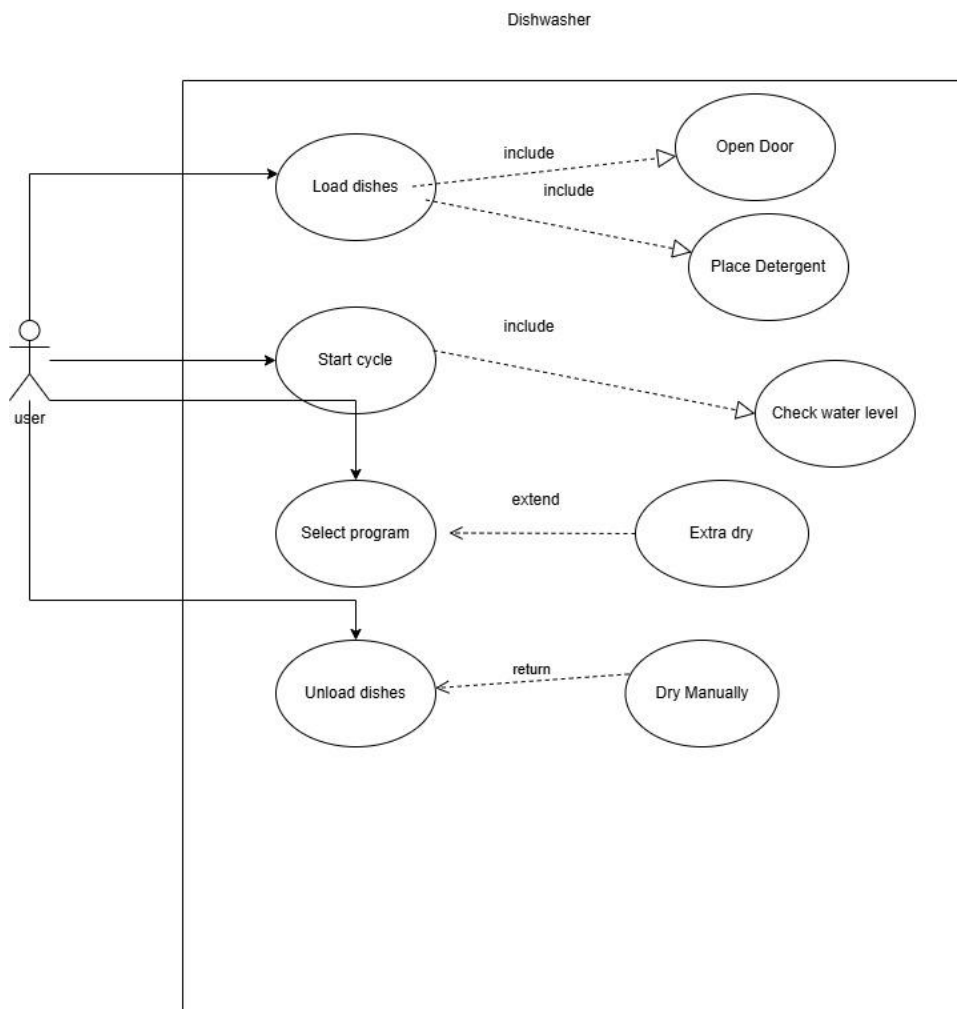 Dishwasher
Open Door
include
Load dishes
include
Place Detergent
include
Start cycle
Check water level
user
extend
Select program
Extra dry
return
Unload dishes
Dry Manually